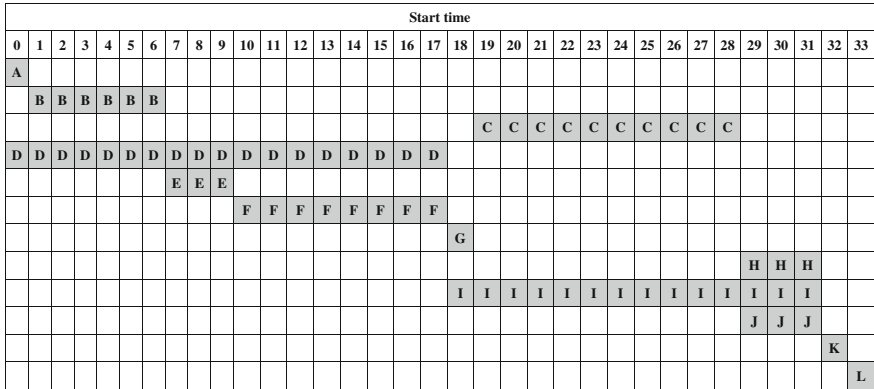 Start time
0 1 2 3 4 5 6 7 8 9 10 11 12 13 14 15 16 17 18 19 20 21 22 23 24 25 26 27 28 29 30 31 32 33
A
B B B B B B
C C C C C C C C C C
D D D D D D D D D D D D D D D D D D
E E E
F F F F F F F F
G
H H H
I I I I I I I I I I I I I I
J J J
K
L